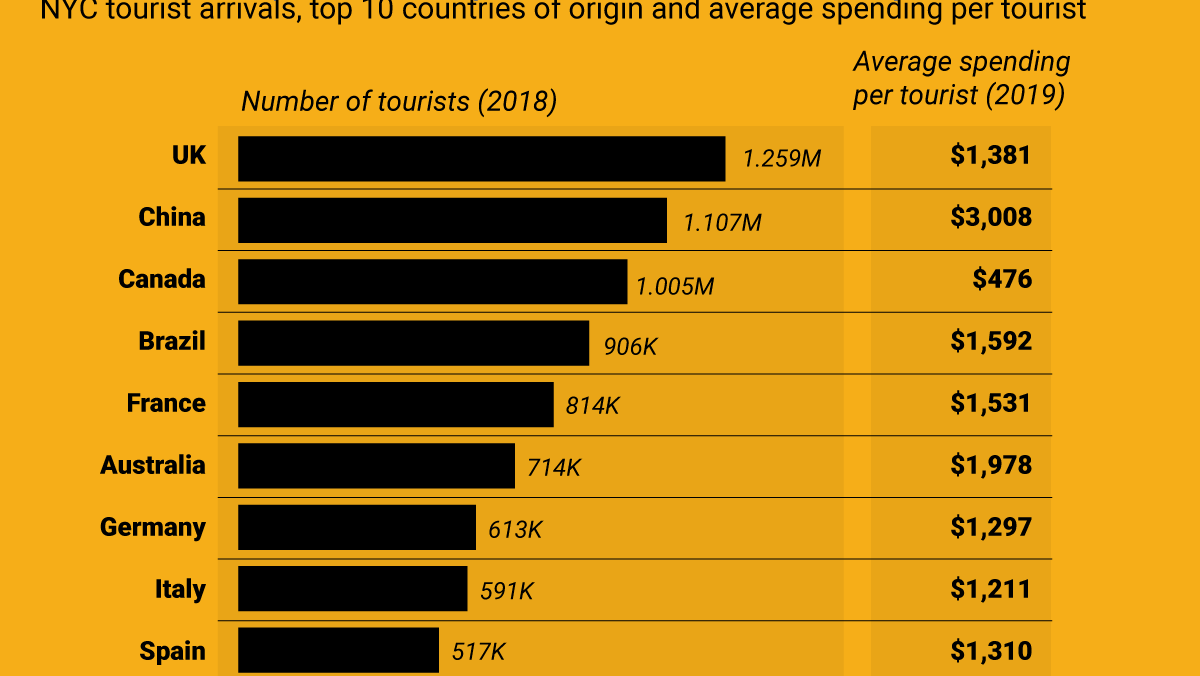 NYC tourist arrivals, top 10 countries of origin and average spending per tourist
Average spending
per tourist (2019)
Number of tourists (2018)
UK 1.259M $1,381
China 1.107M $3,008
Canada 1.005M $476
Brazil 906K $1,592
France 814K $1,531
Australia 714K $1,978
Germany 613K $1,297
Italy 591K $1,211
Spain 517K $1,310